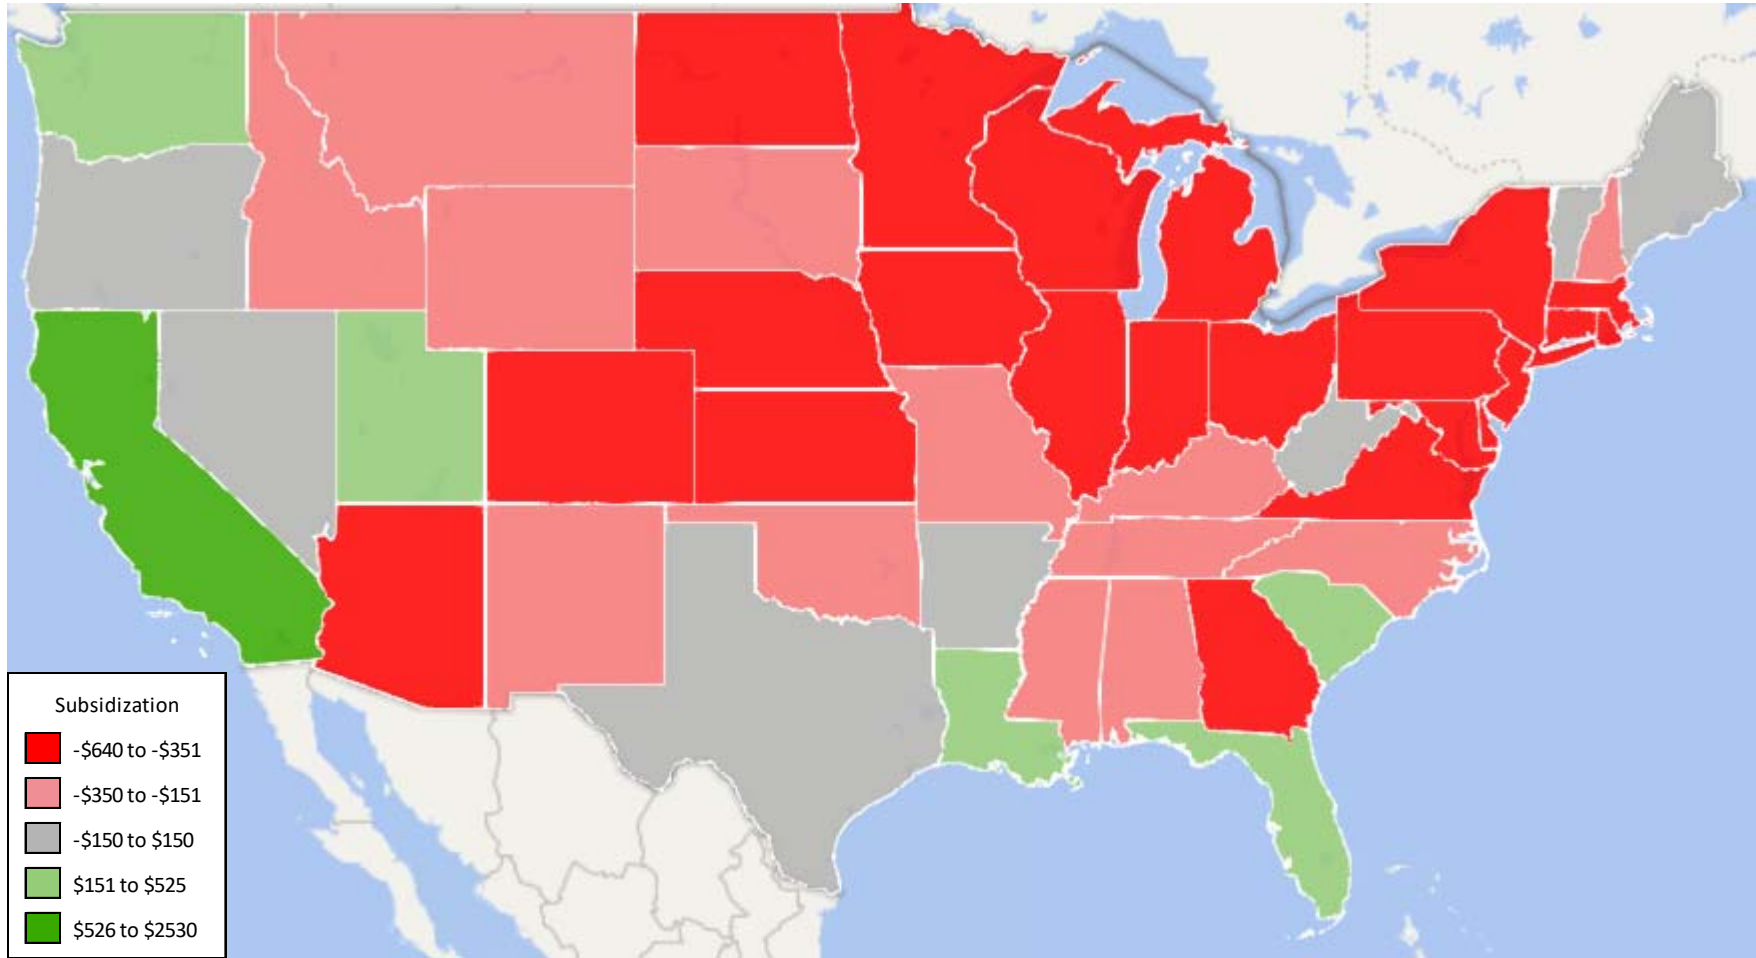 Subsidization
-$640 to -$351
-$350 to -$151
-$150 to $150
$151 to $525
$526 to $2530